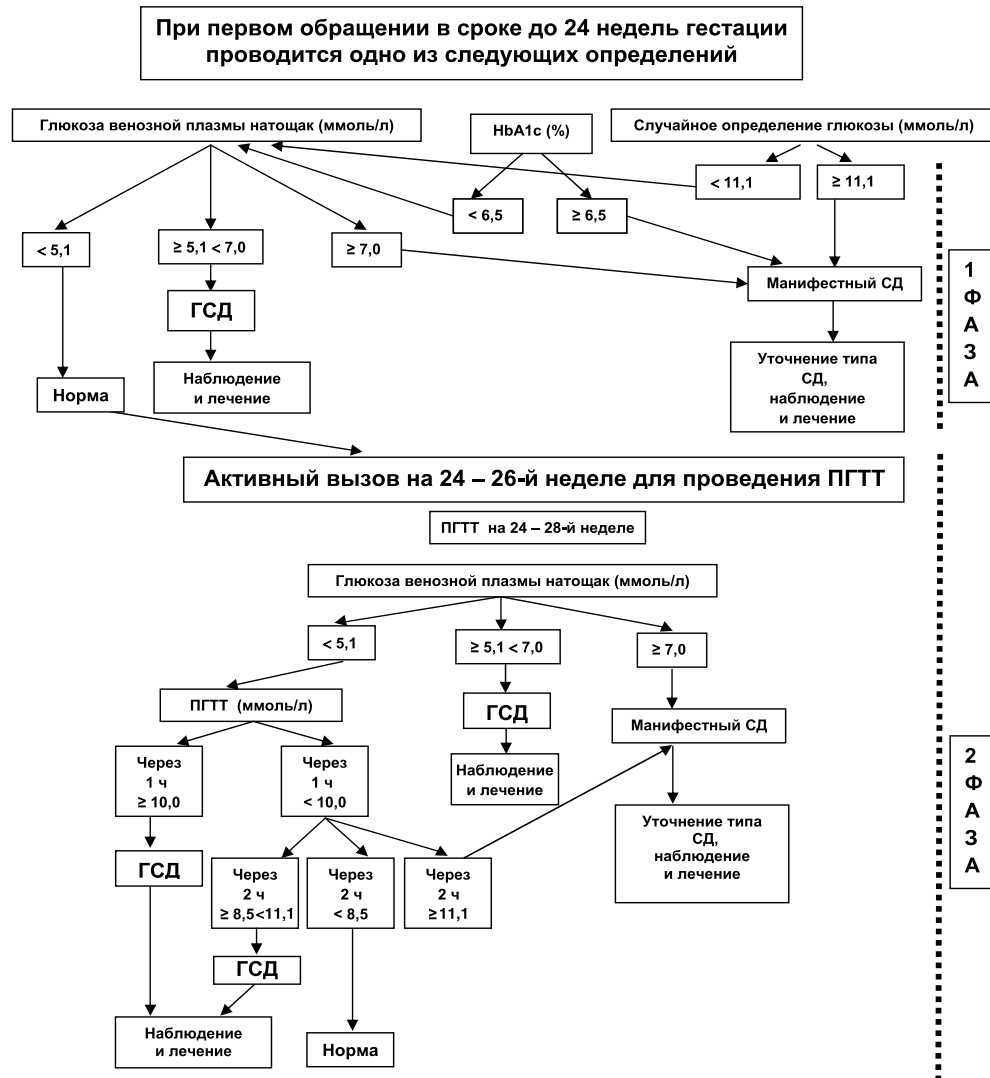 При первом обращении в сроке до 24 недель гестации
проводится одно из следующих определений
Глюкоза венозной плазмы натощак (ммоль/л)
HbA1c (%)
Случайное определение глюкозы (ммоль/л)
< 11,1
≥ 11,1
< 6,5
≥ 6,5
< 5,1
≥ 5,1 < 7,0
≥ 7,0
Манифестный СД
ГСД
Уточнение типа
СД,
наблюдение
и лечение
Наблюдение
и лечение
Норма
1
Ф
А
З
А
Активный вызов на 24 – 26-й неделе для проведения ПГТТ
ПГТТ на 24 – 28-й неделе
Глюкоза венозной плазмы натощак (ммоль/л)
< 5,1
≥ 5,1 < 7,0
≥ 7,0
ПГТТ (ммоль/л)
ГСД
Манифестный СД
Через
1 ч
≥ 10,0
Через
1 ч
< 10,0
Наблюдение
и лечение
Уточнение типа
СД,
наблюдение
и лечение
ГСД
Через
2 ч
≥ 8,5<11,1
Через
2 ч
< 8,5
Через
2 ч
≥11,1
ГСД
Наблюдение
и лечение
Норма
2
Ф
А
З
А